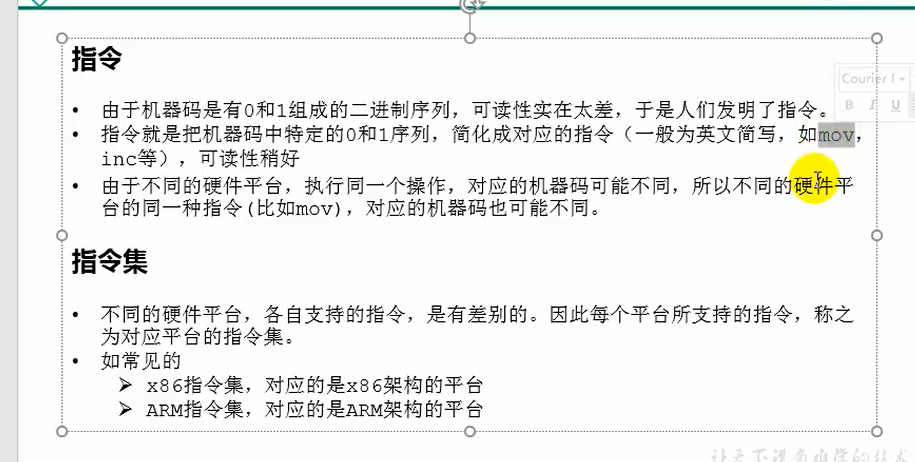 指令
Courier
B I U
• 由于机器码是有0和1组成的二进制序列，可读性实在太差，于是人们发明了指令。
• 指令就是把机器码中特定的0和1序列，简化成对应的指令（一般为英文简写，如mov，
inc等），可读性稍好
• 由于不同的硬件平台，执行同一个操作，对应的机器码可能不同，所以不同的硬件平
台的同一种指令(比如mov)，对应的机器码也可能不同。
指令集
• 不同的硬件平台，各自支持的指令，是有差别的。因此每个平台所支持的指令，称之
为对应平台的指令集。
• 如常见的
➢ x86指令集，对应的是x86架构的平台
➢ ARM指令集，对应的是ARM架构的平台
让天下没有难学的技术